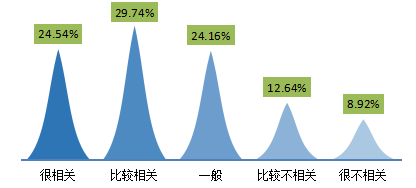 24.54%
29.74%
24.16%
12.64%
8.92%
很相关
比较相关
一般
比较不相关
很不相关